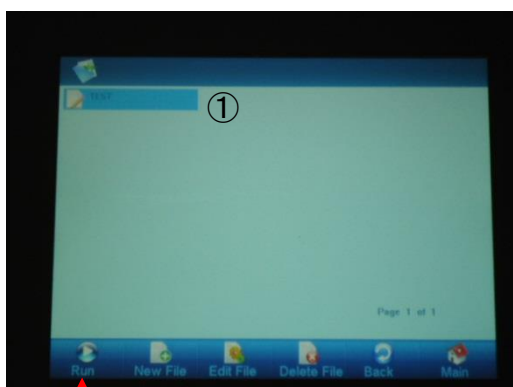 TEST
①
Page 1 of 1
Run New File Edit File Delete File Back Main